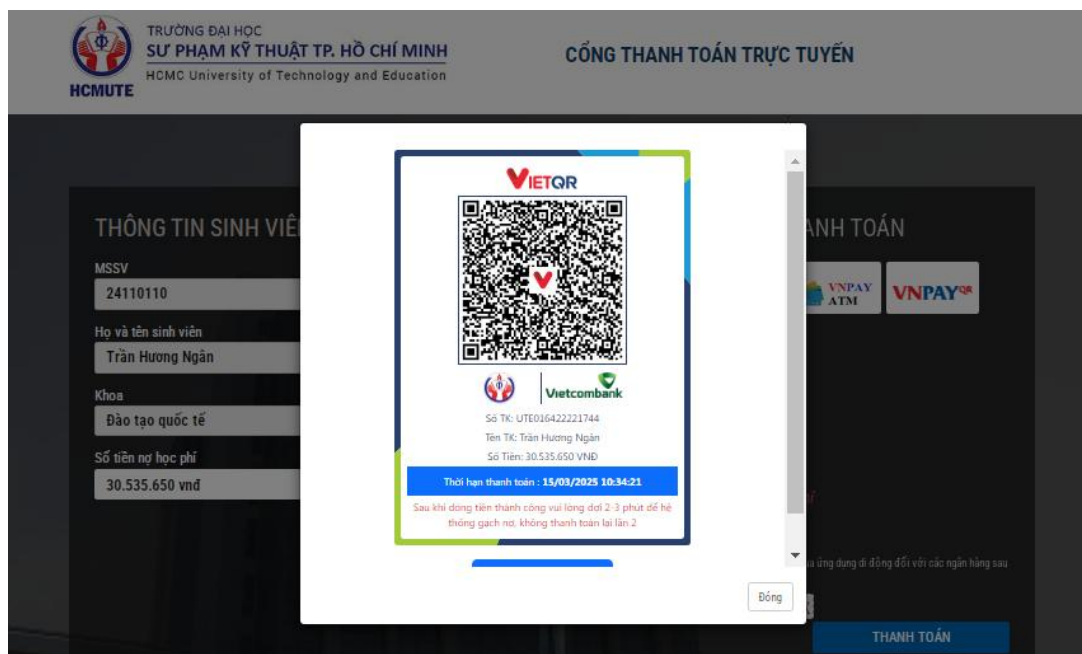 TRƯỜNG ĐẠI HỌC
SƯ PHẠM KỸ THUẬT TP. HỒ CHÍ MINH
HCMC University of Technology and Education
HCMUTE
CỔNG THANH TOÁN TRỰC TUYẾN
THÔNG TIN SINH VIÊ
MSSV
24110110
Họ và tên sinh viên
Trần Hương Ngân
Khoa
Đào tạo quốc tế
Số tiền nợ học phí
30.535.650 vnđ
VIETQR
Vietcombank
Số TK: UTE016422221744
Tên TK: Trần Hương Ngân
Số Tiền: 30.535.650 VNĐ
Thời hạn thanh toán : 15/03/2025 10:34:21
Sau khi đóng tiền thành công vui lòng đợi 2-3 phút để hệ
thống gạch nợ, không thanh toán lại lần 2
Đóng
ANH TOÁN
VNPAY
ATM
VNPAYQR
ứng dụng di động đối với các ngân hàng sau
THANH TOÁN